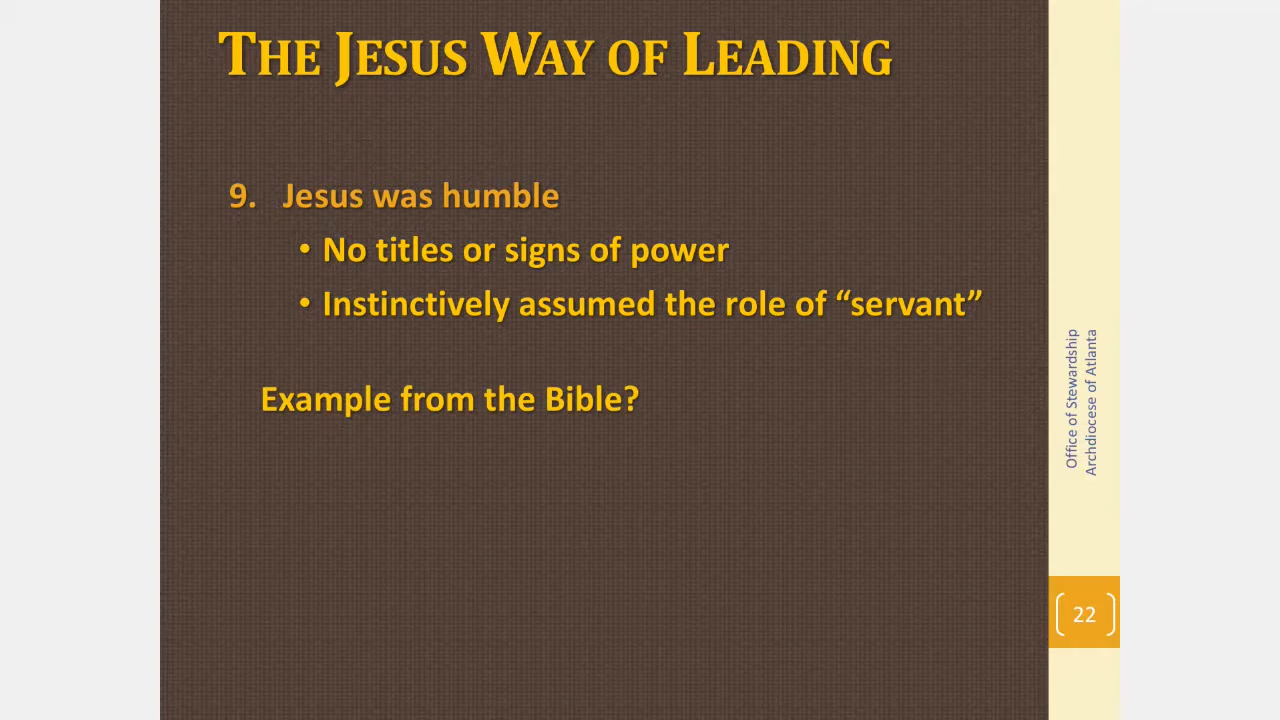 THE JESUS WAY OF LEADING
9. Jesus was humble
• No titles or signs of power
• Instinctively assumed the role of “servant”
Example from the Bible?
Office of Stewardship
Archdiocese of Atlanta
22